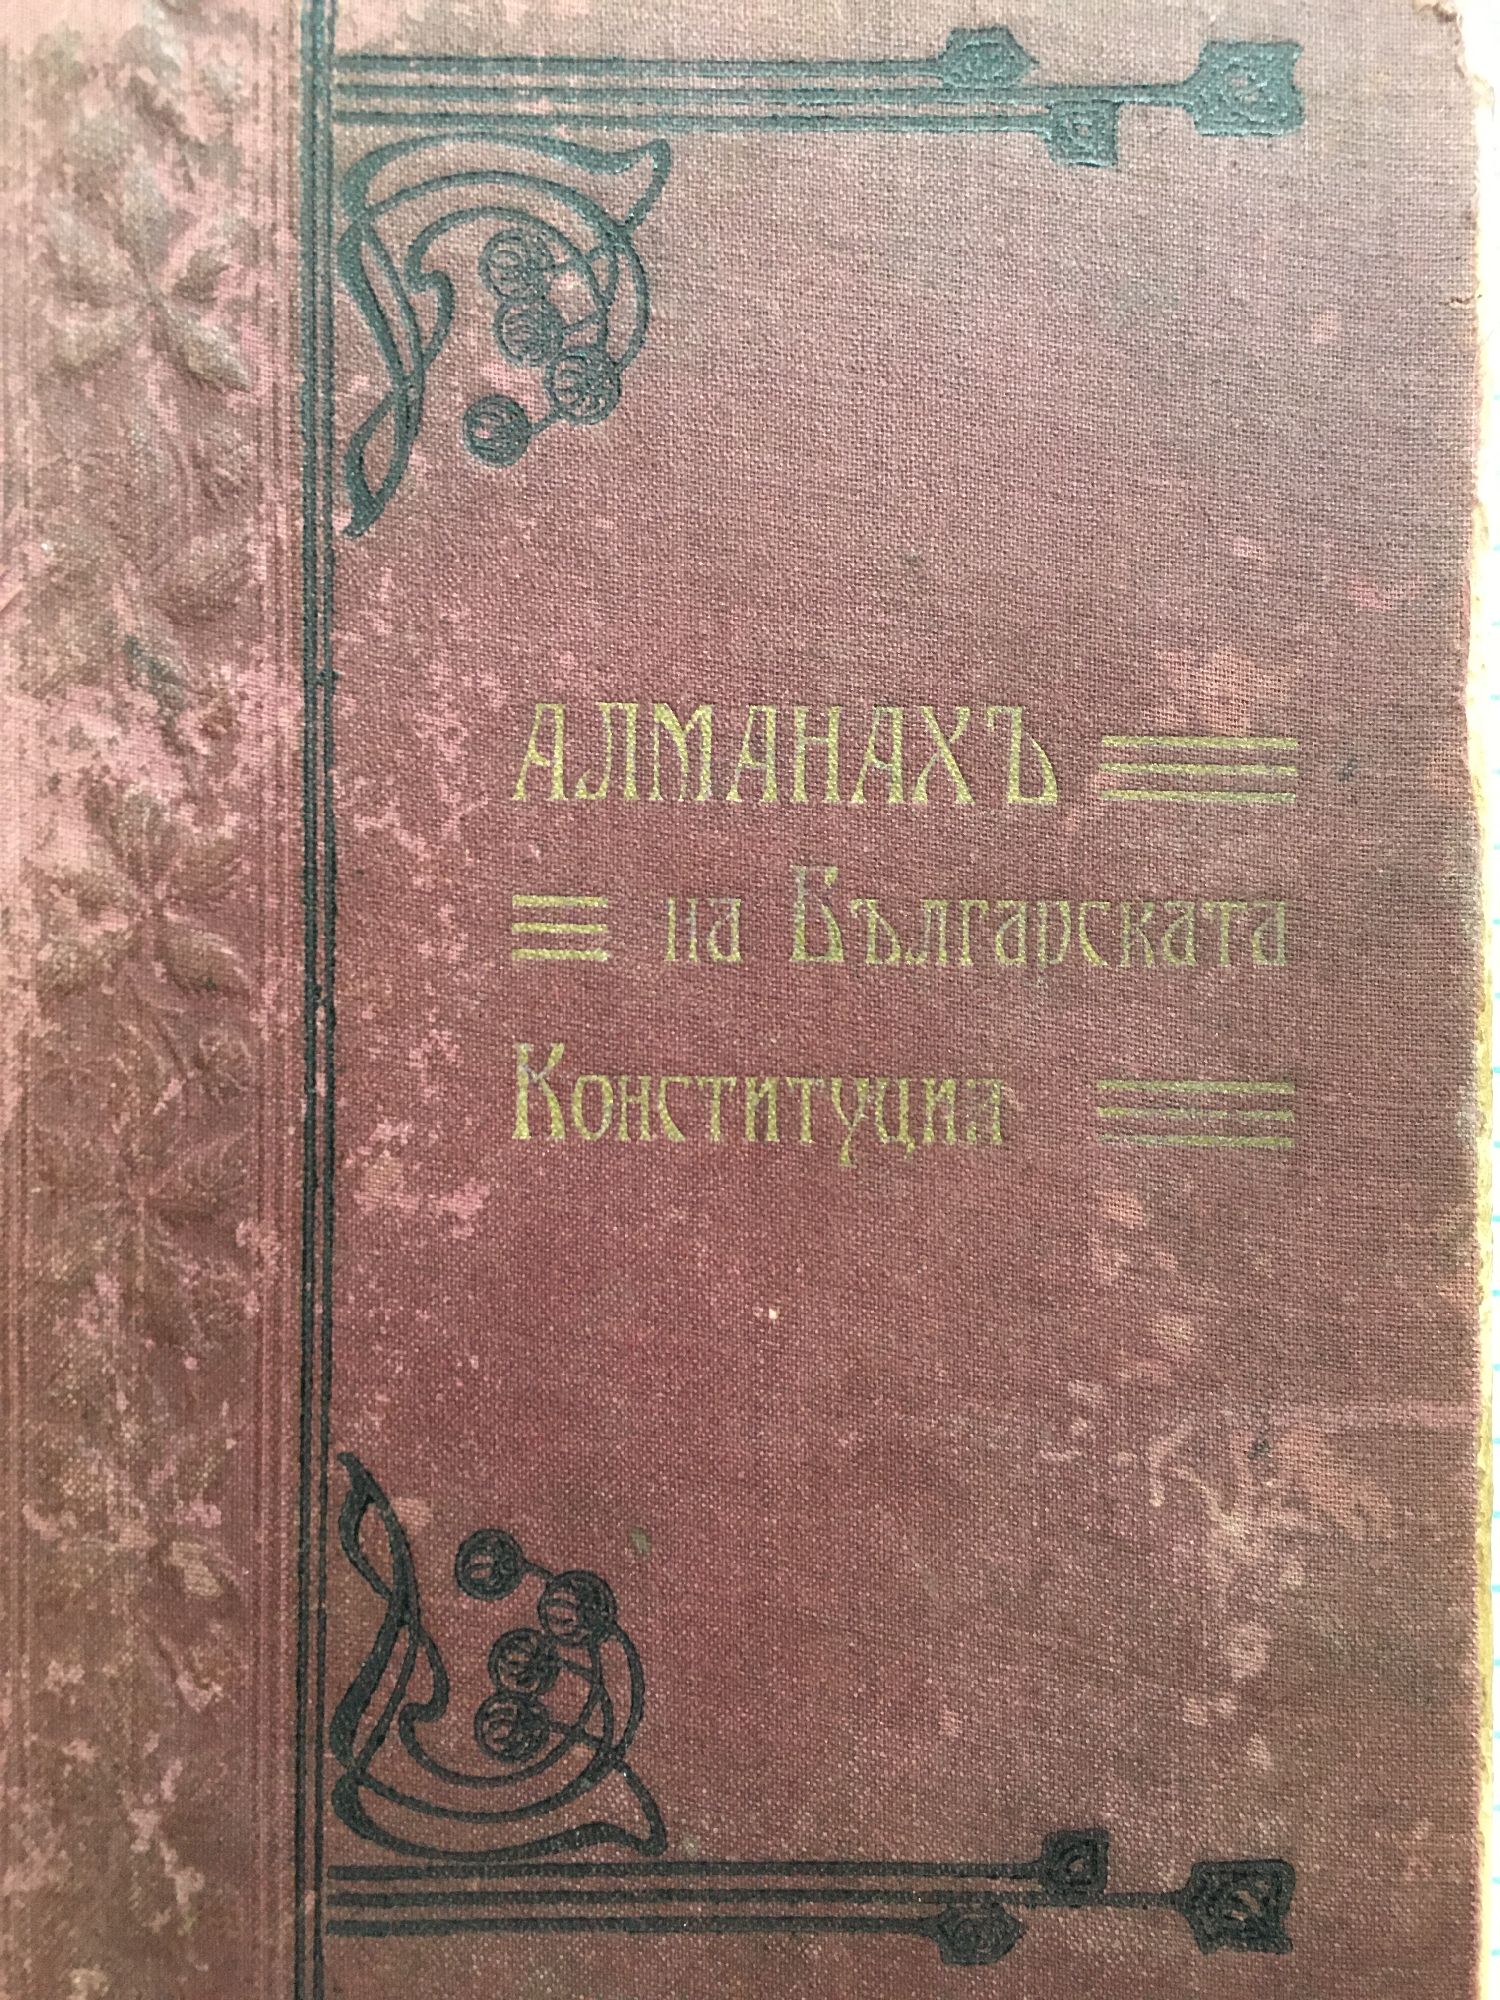 АЛМАНАХЪ
на Българската
Конституция